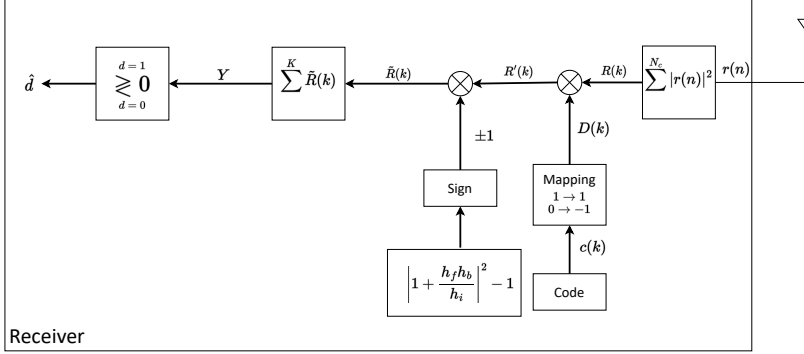 d̂
d = 1
≷ 0
d = 0
Y
∑^K R̃(k)
R̃(k)
R′(k)
R(k)
∑^{N_c} |r(n)|²
r(n)
±1
D(k)
Sign
Mapping
1 → 1
0 → −1
c(k)
|1 + h_f h_b / h_i|² − 1
Code
Receiver